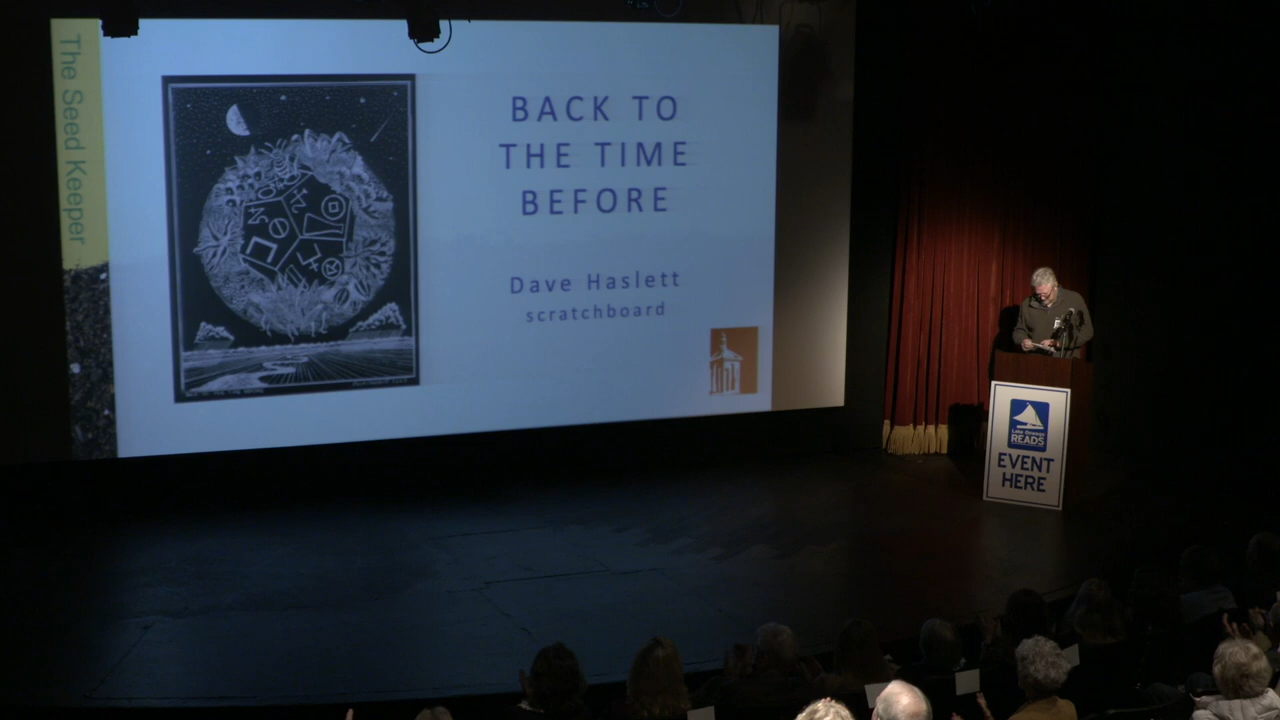 The Seed Keeper
BACK TO
THE TIME
BEFORE
Dave Haslett
scratchboard
Lake Oswego
READS
EVENT
HERE